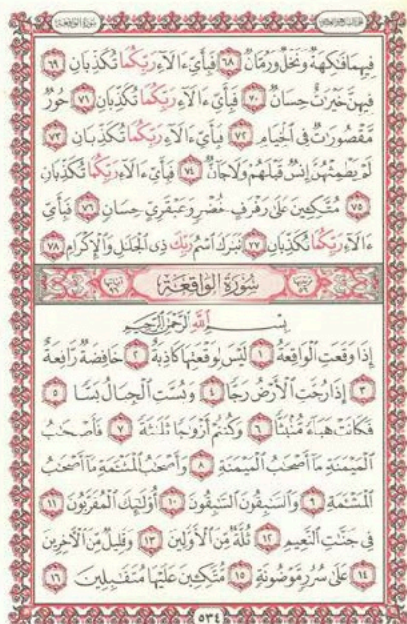 سورة الواقعة
فِيهِمَا فَٰكِهَةٌ وَنَخْلٌ وَرُمَّانٌ ٦٨ فَبِأَيِّ ءَالَآءِ رَبِّكُمَا تُكَذِّبَانِ ٦٩
فِيهِنَّ خَيْرَٰتٌ حِسَانٌ ٧٠ فَبِأَيِّ ءَالَآءِ رَبِّكُمَا تُكَذِّبَانِ ٧١ حُورٌ
مَّقْصُورَٰتٌ فِى ٱلْخِيَامِ ٧٢ فَبِأَيِّ ءَالَآءِ رَبِّكُمَا تُكَذِّبَانِ ٧٣
لَمْ يَطْمِثْهُنَّ إِنسٌ قَبْلَهُمْ وَلَا جَآنٌّ ٧٤ فَبِأَيِّ ءَالَآءِ رَبِّكُمَا تُكَذِّبَانِ
٧٥ مُتَّكِـِٔينَ عَلَىٰ رَفْرَفٍ خُضْرٍ وَعَبْقَرِىٍّ حِسَانٍ ٧٦ فَبِأَيِّ
ءَالَآءِ رَبِّكُمَا تُكَذِّبَانِ ٧٧ تَبَٰرَكَ ٱسْمُ رَبِّكَ ذِى ٱلْجَلَٰلِ وَٱلْإِكْرَامِ ٧٨
سُورَةُ الوَاقِعَة
بِسْمِ ٱللَّهِ ٱلرَّحْمَٰنِ ٱلرَّحِيمِ
إِذَا وَقَعَتِ ٱلْوَاقِعَةُ ١ لَيْسَ لِوَقْعَتِهَا كَاذِبَةٌ ٢ خَافِضَةٌ رَّافِعَةٌ
٣ إِذَا رُجَّتِ ٱلْأَرْضُ رَجًّا ٤ وَبُسَّتِ ٱلْجِبَالُ بَسًّا ٥
فَكَانَتْ هَبَآءً مُّنۢبَثًّا ٦ وَكُنتُمْ أَزْوَٰجًا ثَلَٰثَةً ٧ فَأَصْحَٰبُ
ٱلْمَيْمَنَةِ مَآ أَصْحَٰبُ ٱلْمَيْمَنَةِ ٨ وَأَصْحَٰبُ ٱلْمَشْـَٔمَةِ مَآ أَصْحَٰبُ
ٱلْمَشْـَٔمَةِ ٩ وَٱلسَّٰبِقُونَ ٱلسَّٰبِقُونَ ١٠ أُو۟لَٰٓئِكَ ٱلْمُقَرَّبُونَ ١١
فِى جَنَّٰتِ ٱلنَّعِيمِ ١٢ ثُلَّةٌ مِّنَ ٱلْأَوَّلِينَ ١٣ وَقَلِيلٌ مِّنَ ٱلْءَاخِرِينَ
١٤ عَلَىٰ سُرُرٍ مَّوْضُونَةٍ ١٥ مُّتَّكِـِٔينَ عَلَيْهَا مُتَقَٰبِلِينَ ١٦
٥٣٤